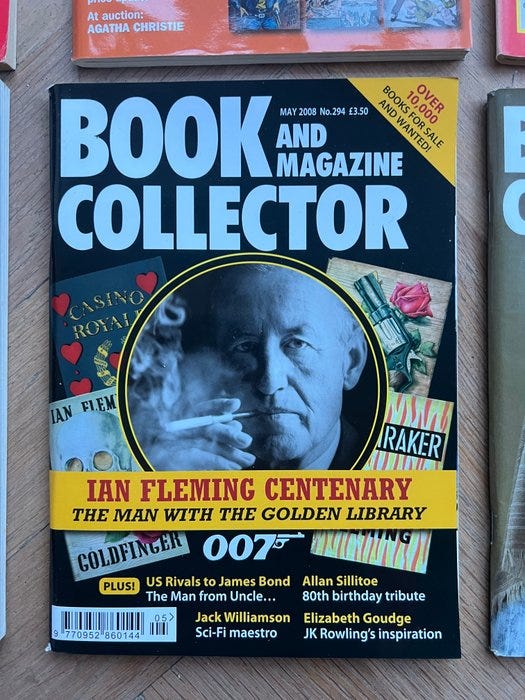 At auction:
AGATHA CHRISTIE
BOOK
AND
MAGAZINE
COLLECTOR
MAY 2008 No.294 £3.50
OVER
10,000
BOOKS FOR SALE
AND WANTED!
CASINO
ROYALE
IAN FLEM
RAKER
IAN FLEMING CENTENARY
THE MAN WITH THE GOLDEN LIBRARY
GOLDFINGER
007
PLUS!
US Rivals to James Bond
The Man from Uncle...
Allan Sillitoe
80th birthday tribute
Jack Williamson
Sci-Fi maestro
Elizabeth Goudge
JK Rowling's inspiration
05
9 770952 860144